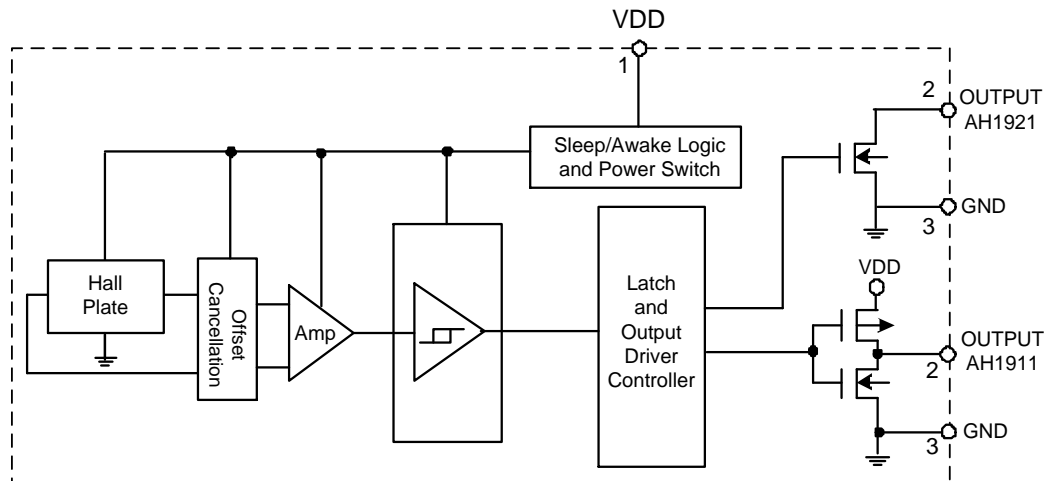 VDD
1
2
OUTPUT
AH1921
Sleep/Awake Logic
and Power Switch
3
GND
Hall
Plate
Offset
Cancellation
Amp
Latch
and
Output
Driver
Controller
VDD
2
OUTPUT
AH1911
3
GND